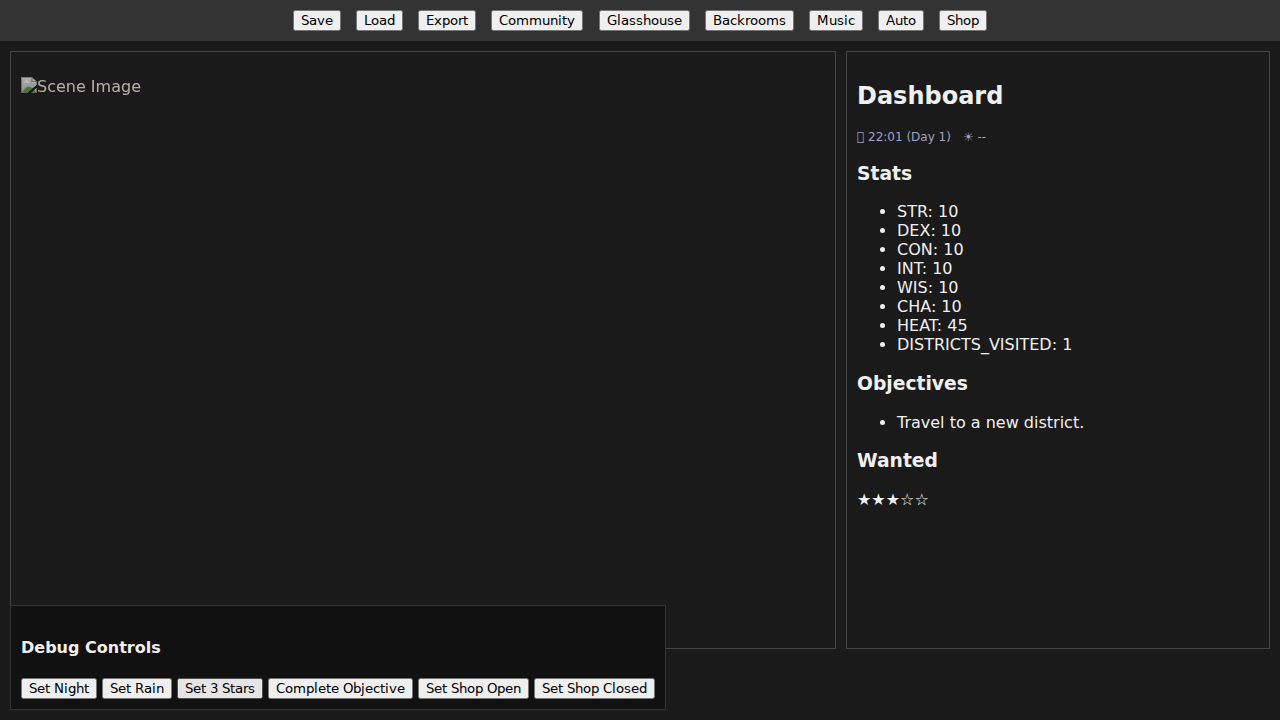 Save Load Export Community Glasshouse Backrooms Music Auto Shop
Scene Image
Dashboard
22:01 (Day 1) ☀ --
Stats
• STR: 10
• DEX: 10
• CON: 10
• INT: 10
• WIS: 10
• CHA: 10
• HEAT: 45
• DISTRICTS_VISITED: 1
Objectives
• Travel to a new district.
Wanted
★★★☆☆
Debug Controls
Set Night Set Rain Set 3 Stars Complete Objective Set Shop Open Set Shop Closed